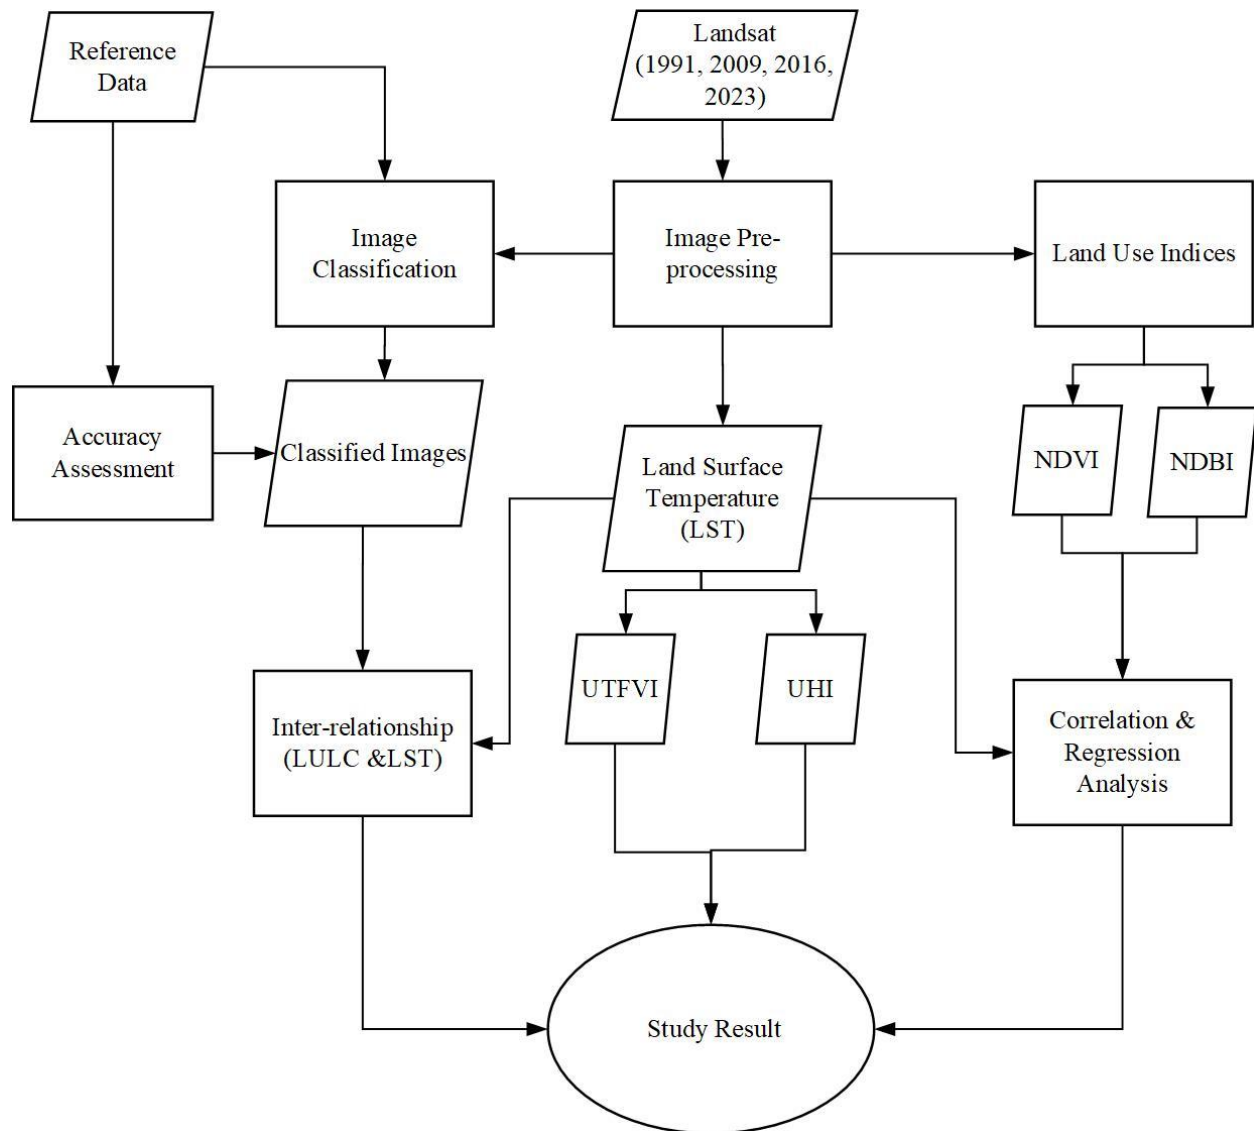 Reference
Data
Landsat
(1991, 2009, 2016,
2023)
Image
Classification
Image Pre-
processing
Land Use Indices
Accuracy
Assessment
Classified Images
Land Surface
Temperature
(LST)
NDVI
NDBI
Inter-relationship
(LULC &LST)
UTFVI
UHI
Correlation &
Regression
Analysis
Study Result